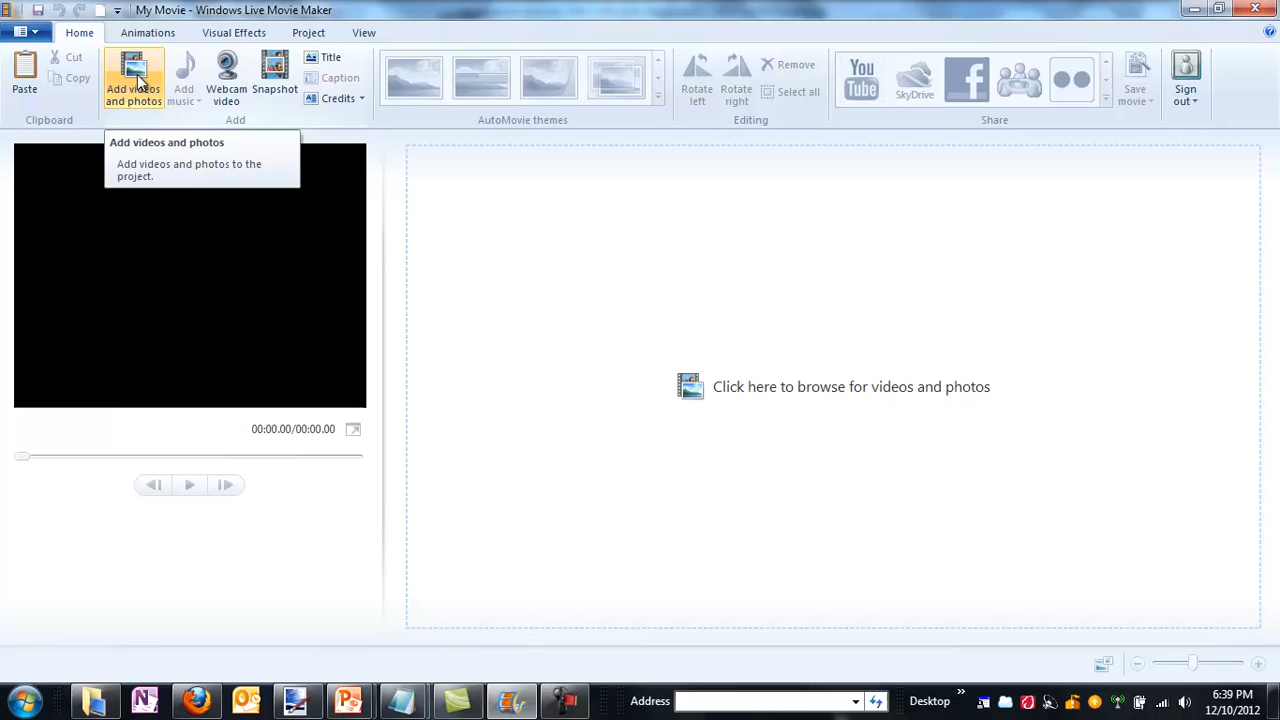 My Movie - Windows Live Movie Maker
Home Animations Visual Effects Project View
Paste
Cut
Copy
Clipboard
Add videos
and photos
Add
music
Webcam
video
Snapshot
Title
Caption
Credits
Add
AutoMovie themes
Rotate
left
Rotate
right
Remove
Select all
Editing
You
Tube
SkyDrive
f
Share
Save
movie
Sign
out
Add videos and photos
Add videos and photos to the
project.
Click here to browse for videos and photos
00:00.00/00:00.00
Address
Desktop
»
6:39 PM
12/10/2012